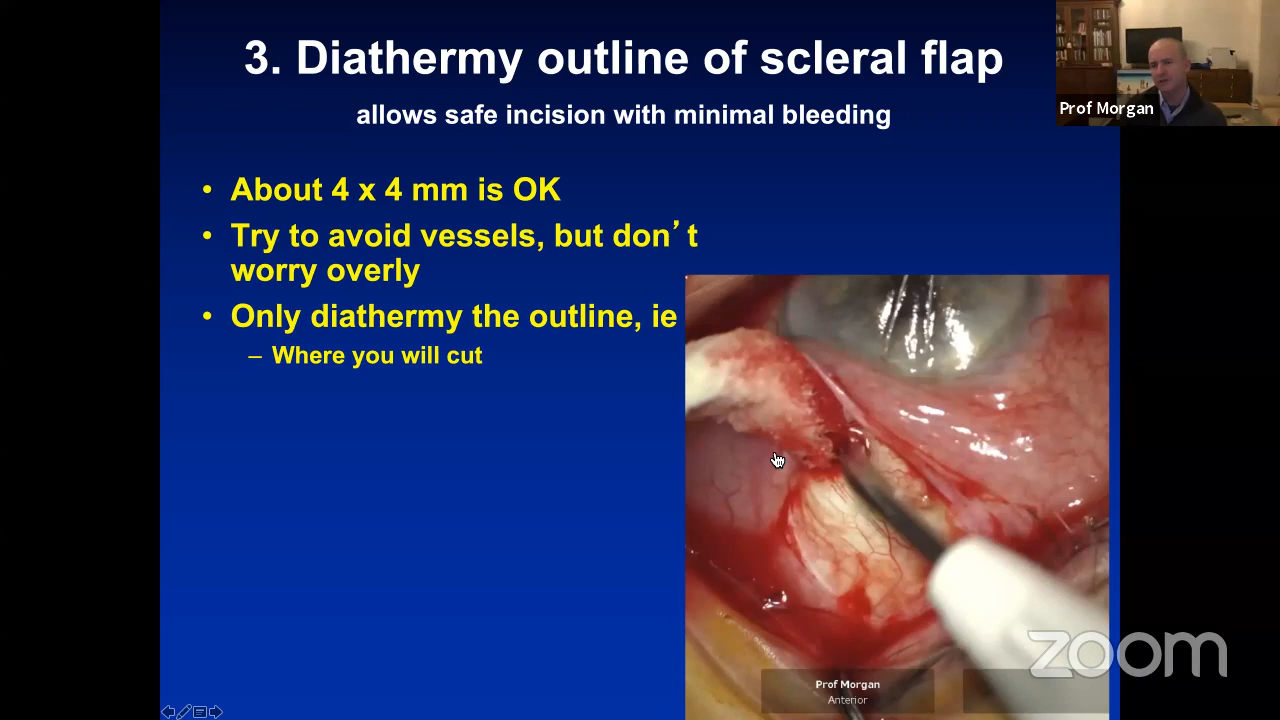 3. Diathermy outline of scleral flap
allows safe incision with minimal bleeding
Prof Morgan
• About 4 x 4 mm is OK
• Try to avoid vessels, but don’t
worry overly
• Only diathermy the outline, ie
– Where you will cut
zoom
Prof Morgan
Anterior